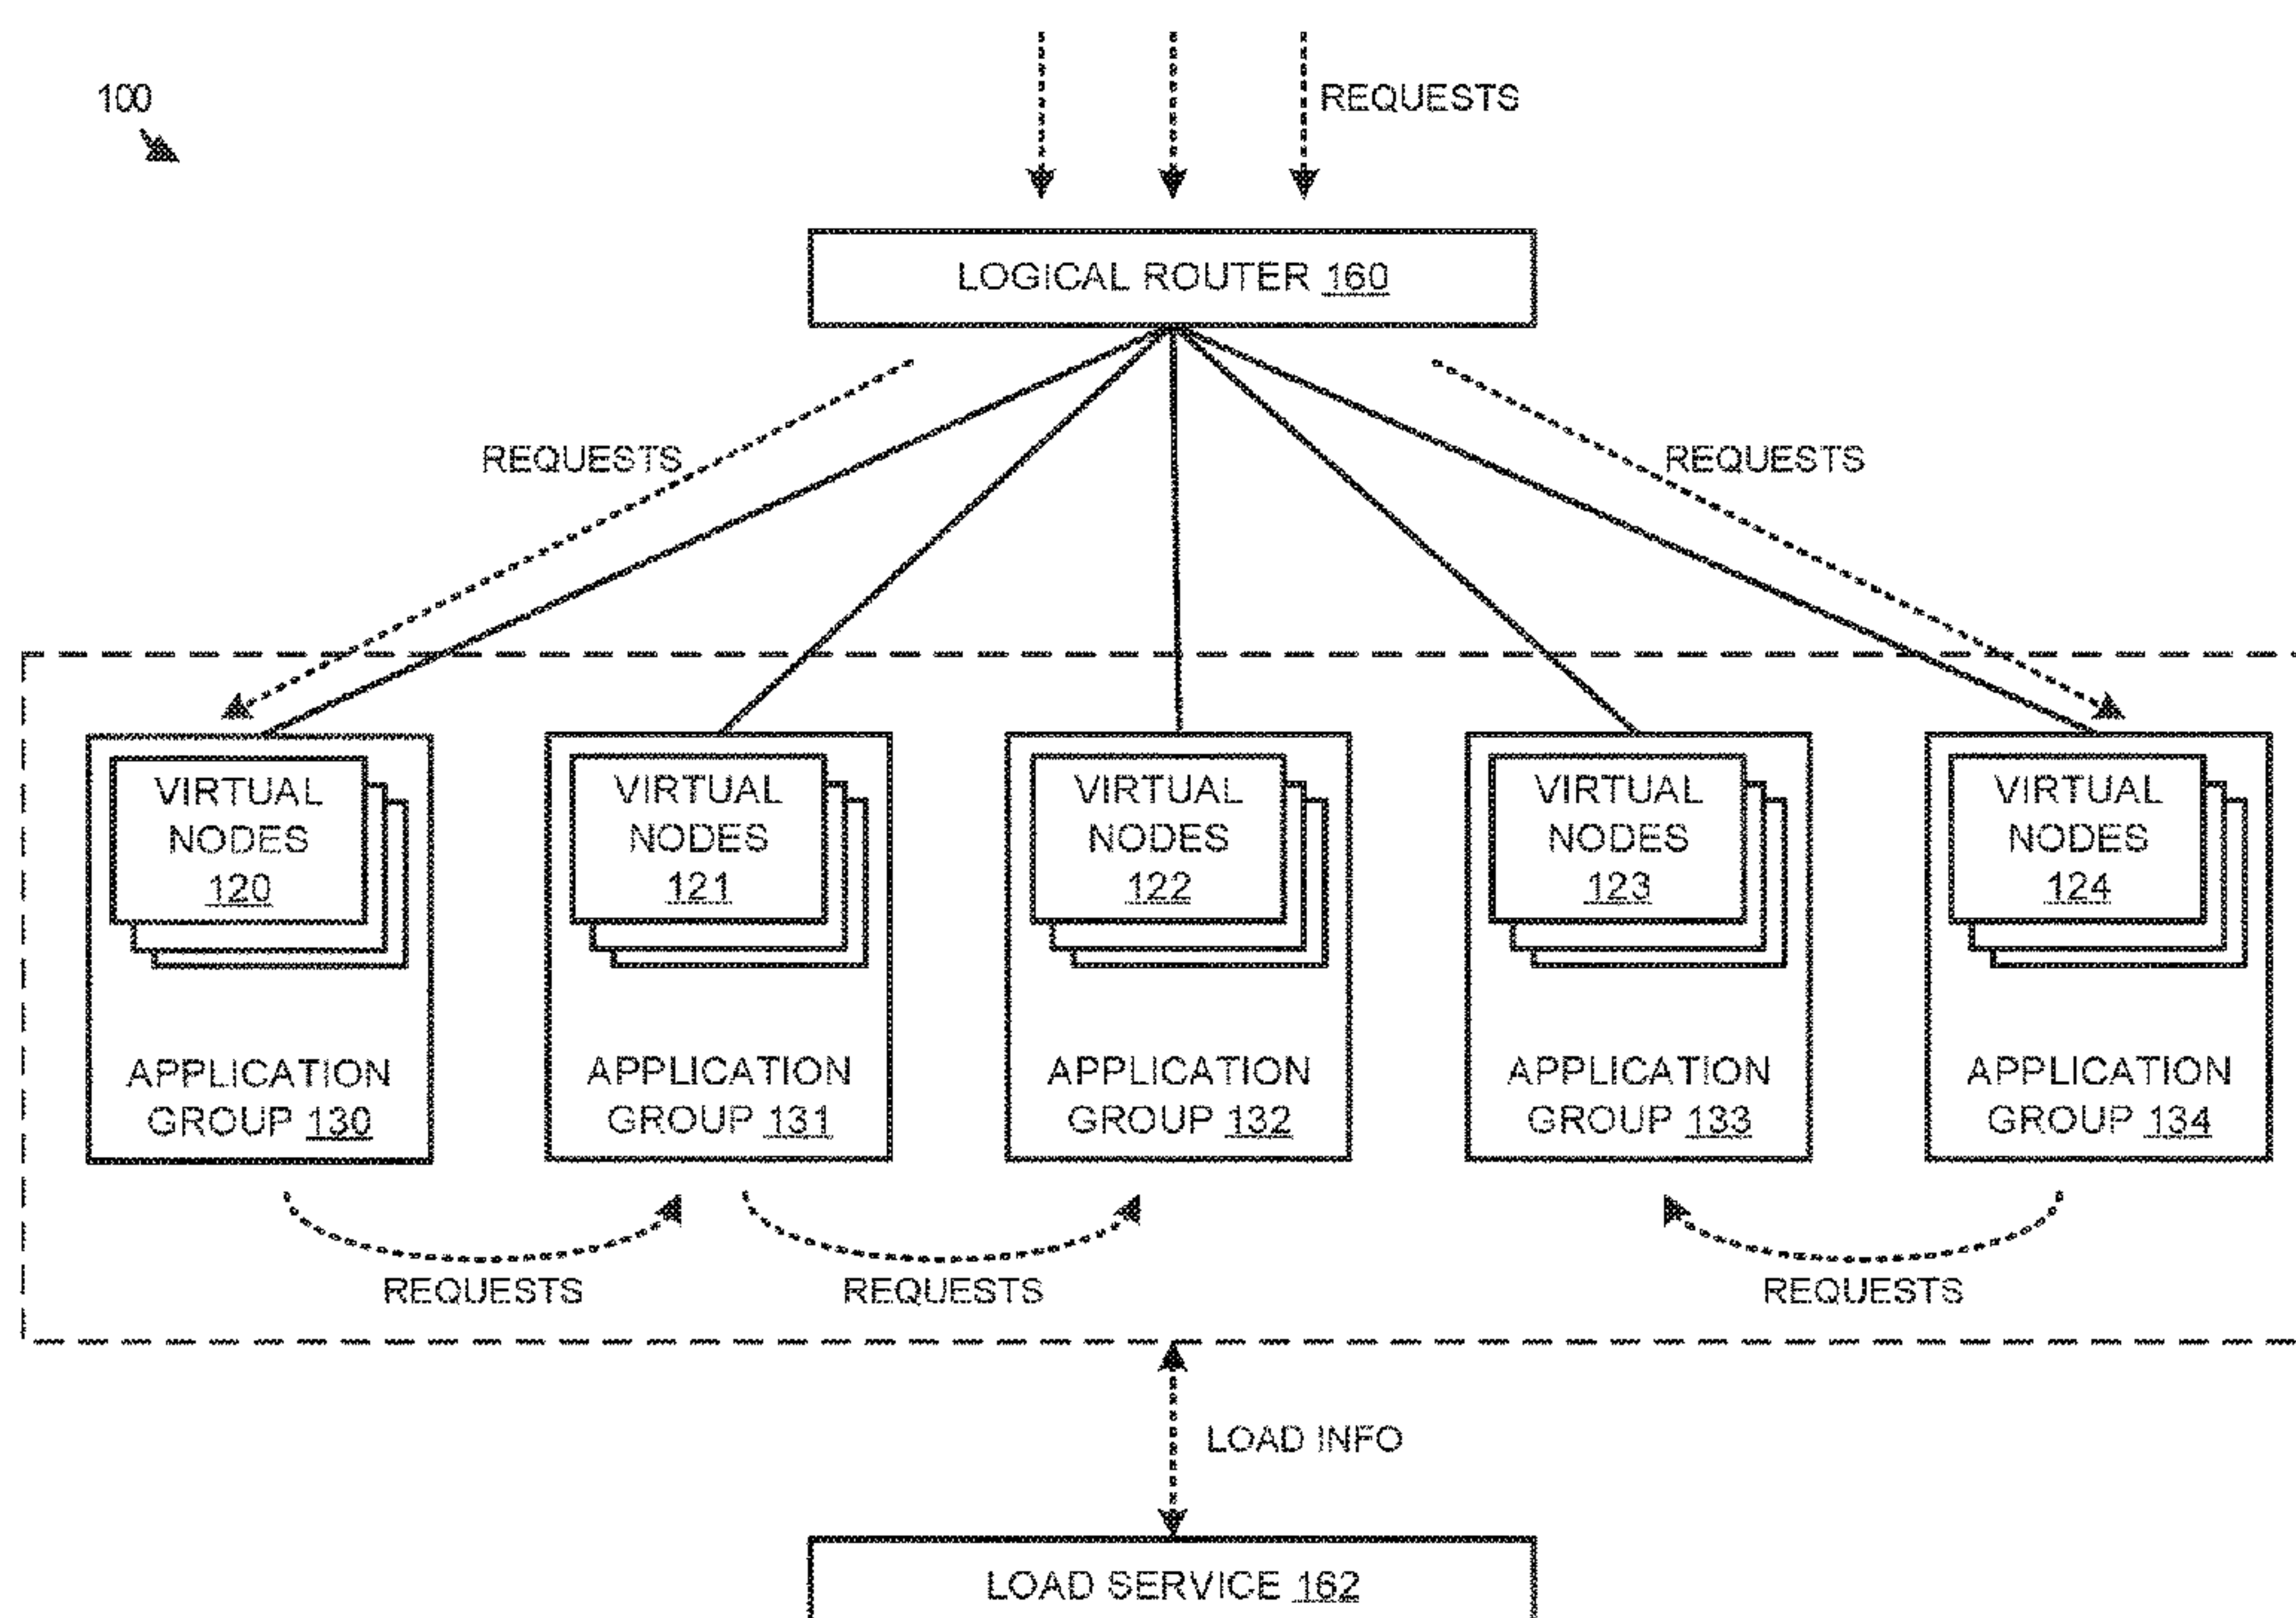 100
REQUESTS
LOGICAL ROUTER 160
REQUESTS
REQUESTS
VIRTUAL
NODES
120
VIRTUAL
NODES
121
VIRTUAL
NODES
122
VIRTUAL
NODES
123
VIRTUAL
NODES
124
APPLICATION
GROUP 130
APPLICATION
GROUP 131
APPLICATION
GROUP 132
APPLICATION
GROUP 133
APPLICATION
GROUP 134
REQUESTS
REQUESTS
REQUESTS
LOAD INFO
LOAD SERVICE 162